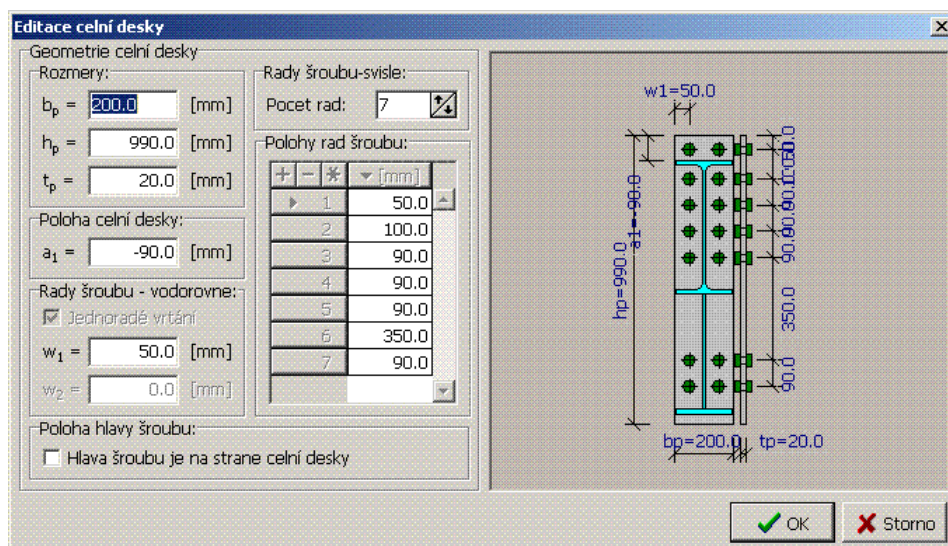 Editace celní desky
Geometrie celní desky
Rozmery:
bp = 200.0 [mm]
hp = 990.0 [mm]
tp = 20.0 [mm]
Poloha celní desky:
a1 = -90.0 [mm]
Rady šroubu - vodorovne:
Jednoradé vrtání
w1 = 50.0 [mm]
w2 = 0.0 [mm]
Rady šroubu-svisle:
Pocet rad: 7
Polohy rad šroubu:
+ - * [mm]
1 50.0
2 100.0
3 90.0
4 90.0
5 90.0
6 350.0
7 90.0
Poloha hlavy šroubu:
Hlava šroubu je na strane celní desky
w1=50.0
a1=-90.0
hp=990.0
90.0
350.0
90.0
bp=200.0
tp=20.0
OK
Storno